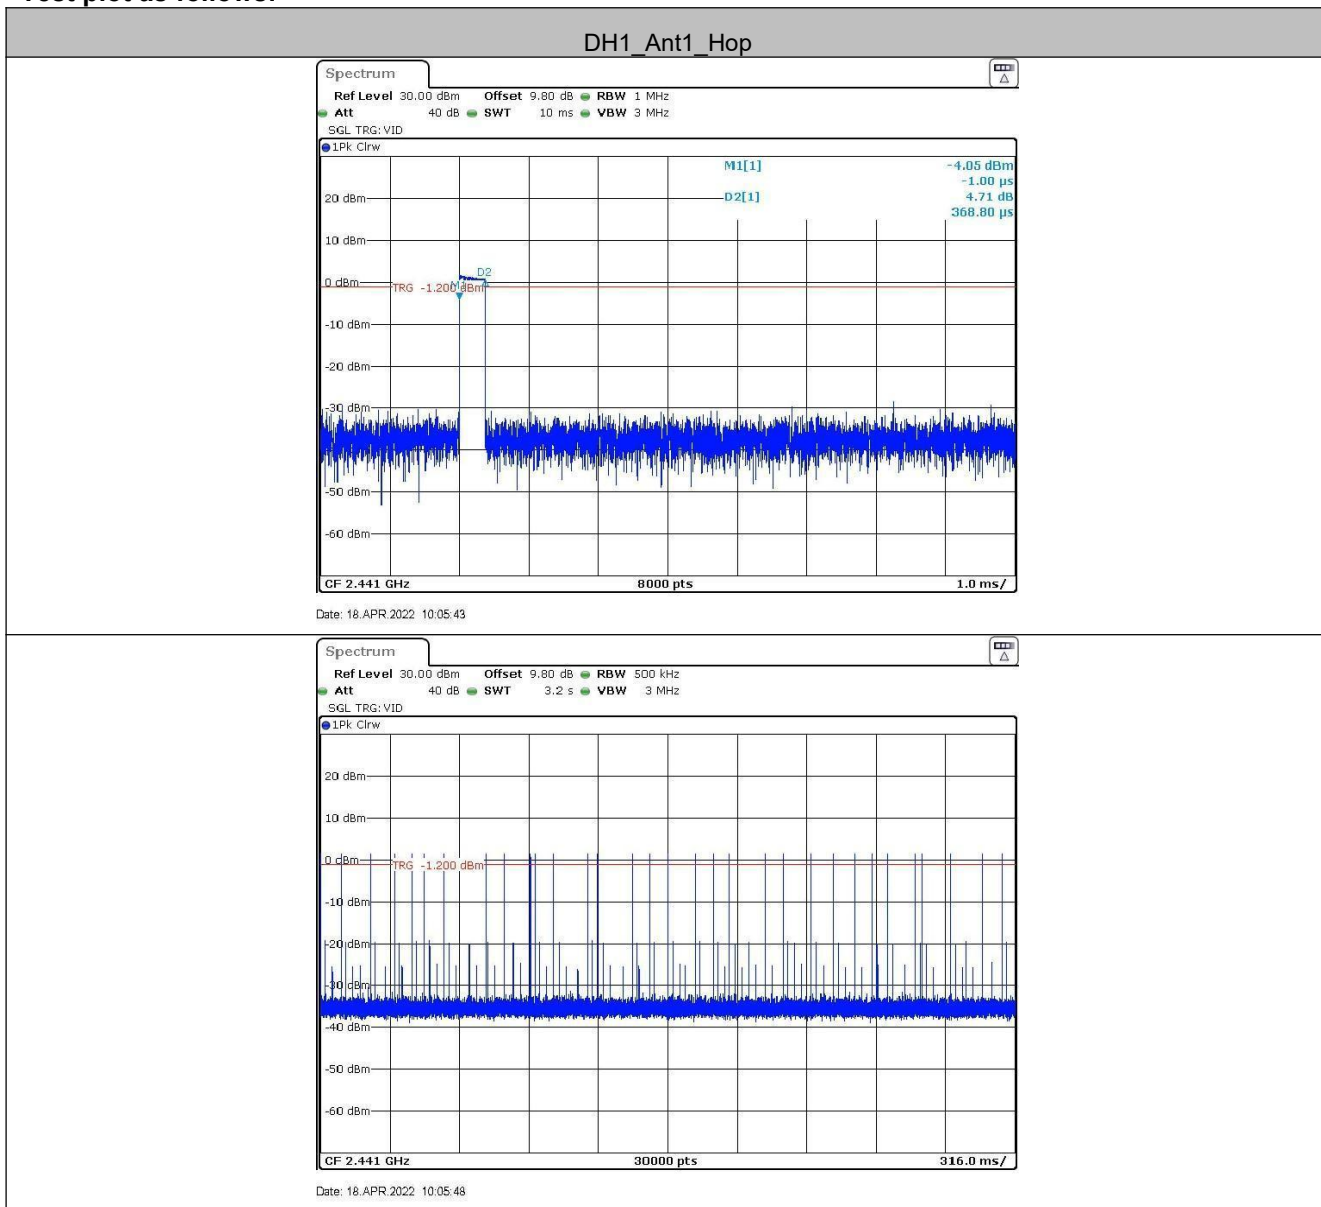 Test plot as follows:
DH1_Ant1_Hop
Spectrum
Ref Level 30.00 dBm Offset 9.80 dB RBW 1 MHz
Att 40 dB SWT 10 ms VBW 3 MHz
SGL TRG: VID
1Pk Clrw
M1[1] -4.05 dBm
-1.00 µs
20 dBm D2[1] 4.71 dB
368.80 µs
10 dBm
D2
0 dBm
TRG -1.200 dBm
M1
-10 dBm
-20 dBm
-30 dBm
-50 dBm
-60 dBm
CF 2.441 GHz 8000 pts 1.0 ms/
Date: 18.APR.2022 10:05:43
Spectrum
Ref Level 30.00 dBm Offset 9.80 dB RBW 500 kHz
Att 40 dB SWT 3.2 s VBW 3 MHz
SGL TRG: VID
1Pk Clrw
20 dBm
10 dBm
0 dBm
TRG -1.200 dBm
-10 dBm
-20 dBm
-30 dBm
-40 dBm
-50 dBm
-60 dBm
CF 2.441 GHz 30000 pts 316.0 ms/
Date: 18.APR.2022 10:05:48